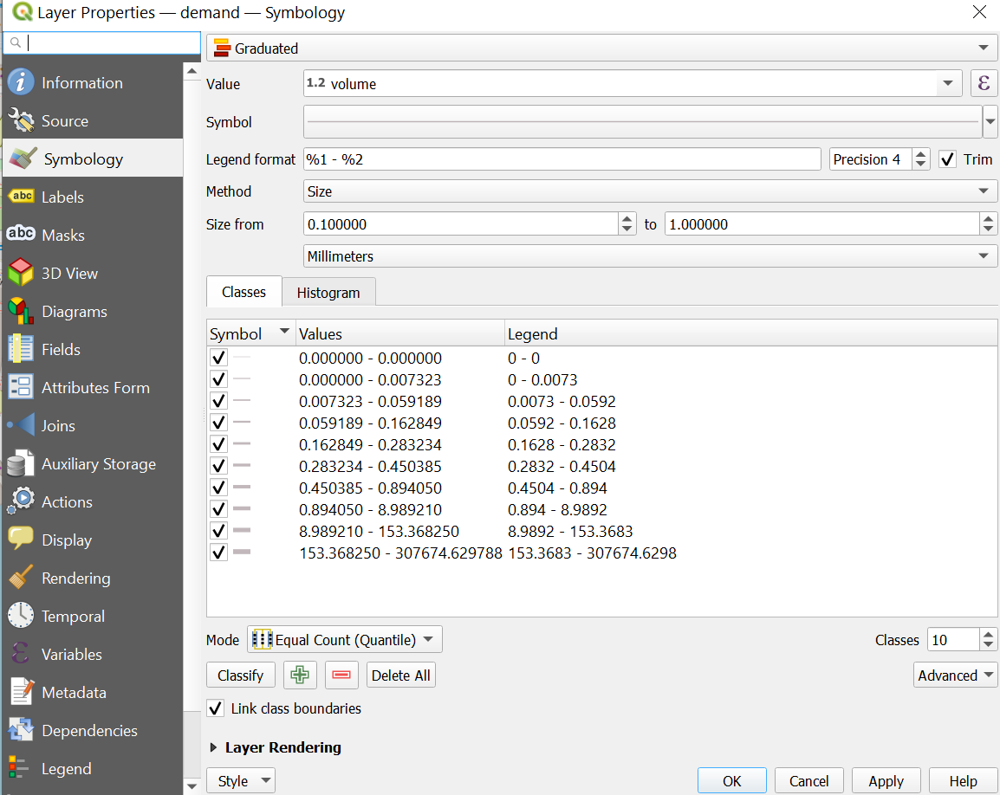 Layer Properties — demand — Symbology
Information
Source
Symbology
abc Labels
abc Masks
3D View
Diagrams
Fields
Attributes Form
Joins
Auxiliary Storage
Actions
Display
Rendering
Temporal
Variables
Metadata
Dependencies
Legend
Graduated
Value 1.2 volume ε
Symbol
Legend format %1 - %2 Precision 4 Trim
Method Size
Size from 0.100000 to 1.000000
Millimeters
Classes Histogram
Symbol Values Legend
0.000000 - 0.000000 0 - 0
0.000000 - 0.007323 0 - 0.0073
0.007323 - 0.059189 0.0073 - 0.0592
0.059189 - 0.162849 0.0592 - 0.1628
0.162849 - 0.283234 0.1628 - 0.2832
0.283234 - 0.450385 0.2832 - 0.4504
0.450385 - 0.894050 0.4504 - 0.894
0.894050 - 8.989210 0.894 - 8.9892
8.989210 - 153.368250 8.9892 - 153.3683
153.368250 - 307674.629788 153.3683 - 307674.6298
Mode Equal Count (Quantile) Classes 10
Classify Delete All Advanced
Link class boundaries
Layer Rendering
Style OK Cancel Apply Help